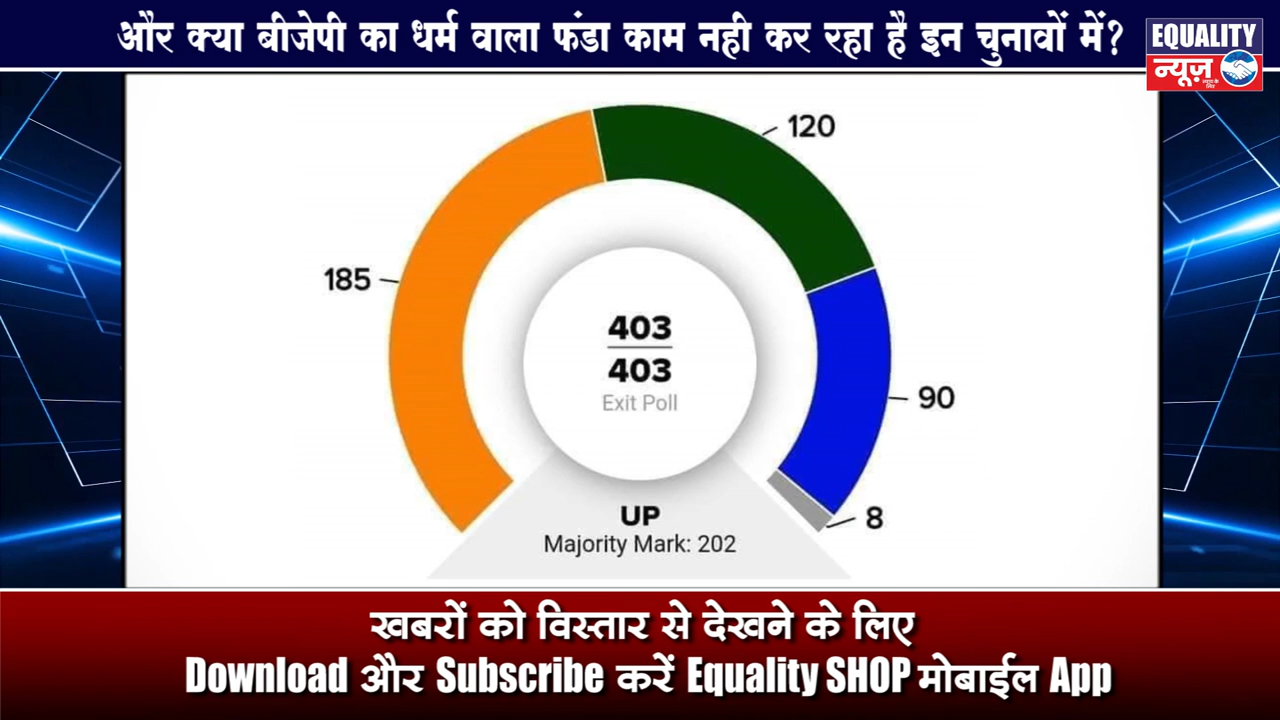 और क्या बीजेपी का धर्म वाला फंडा काम नही कर रहा है इन चुनावों में?
EQUALITY
न्यूज़
120
185
403
403
Exit Poll
90
8
UP
Majority Mark: 202
खबरों को विस्तार से देखने के लिए
Download और Subscribe करें Equality SHOP मोबाईल App